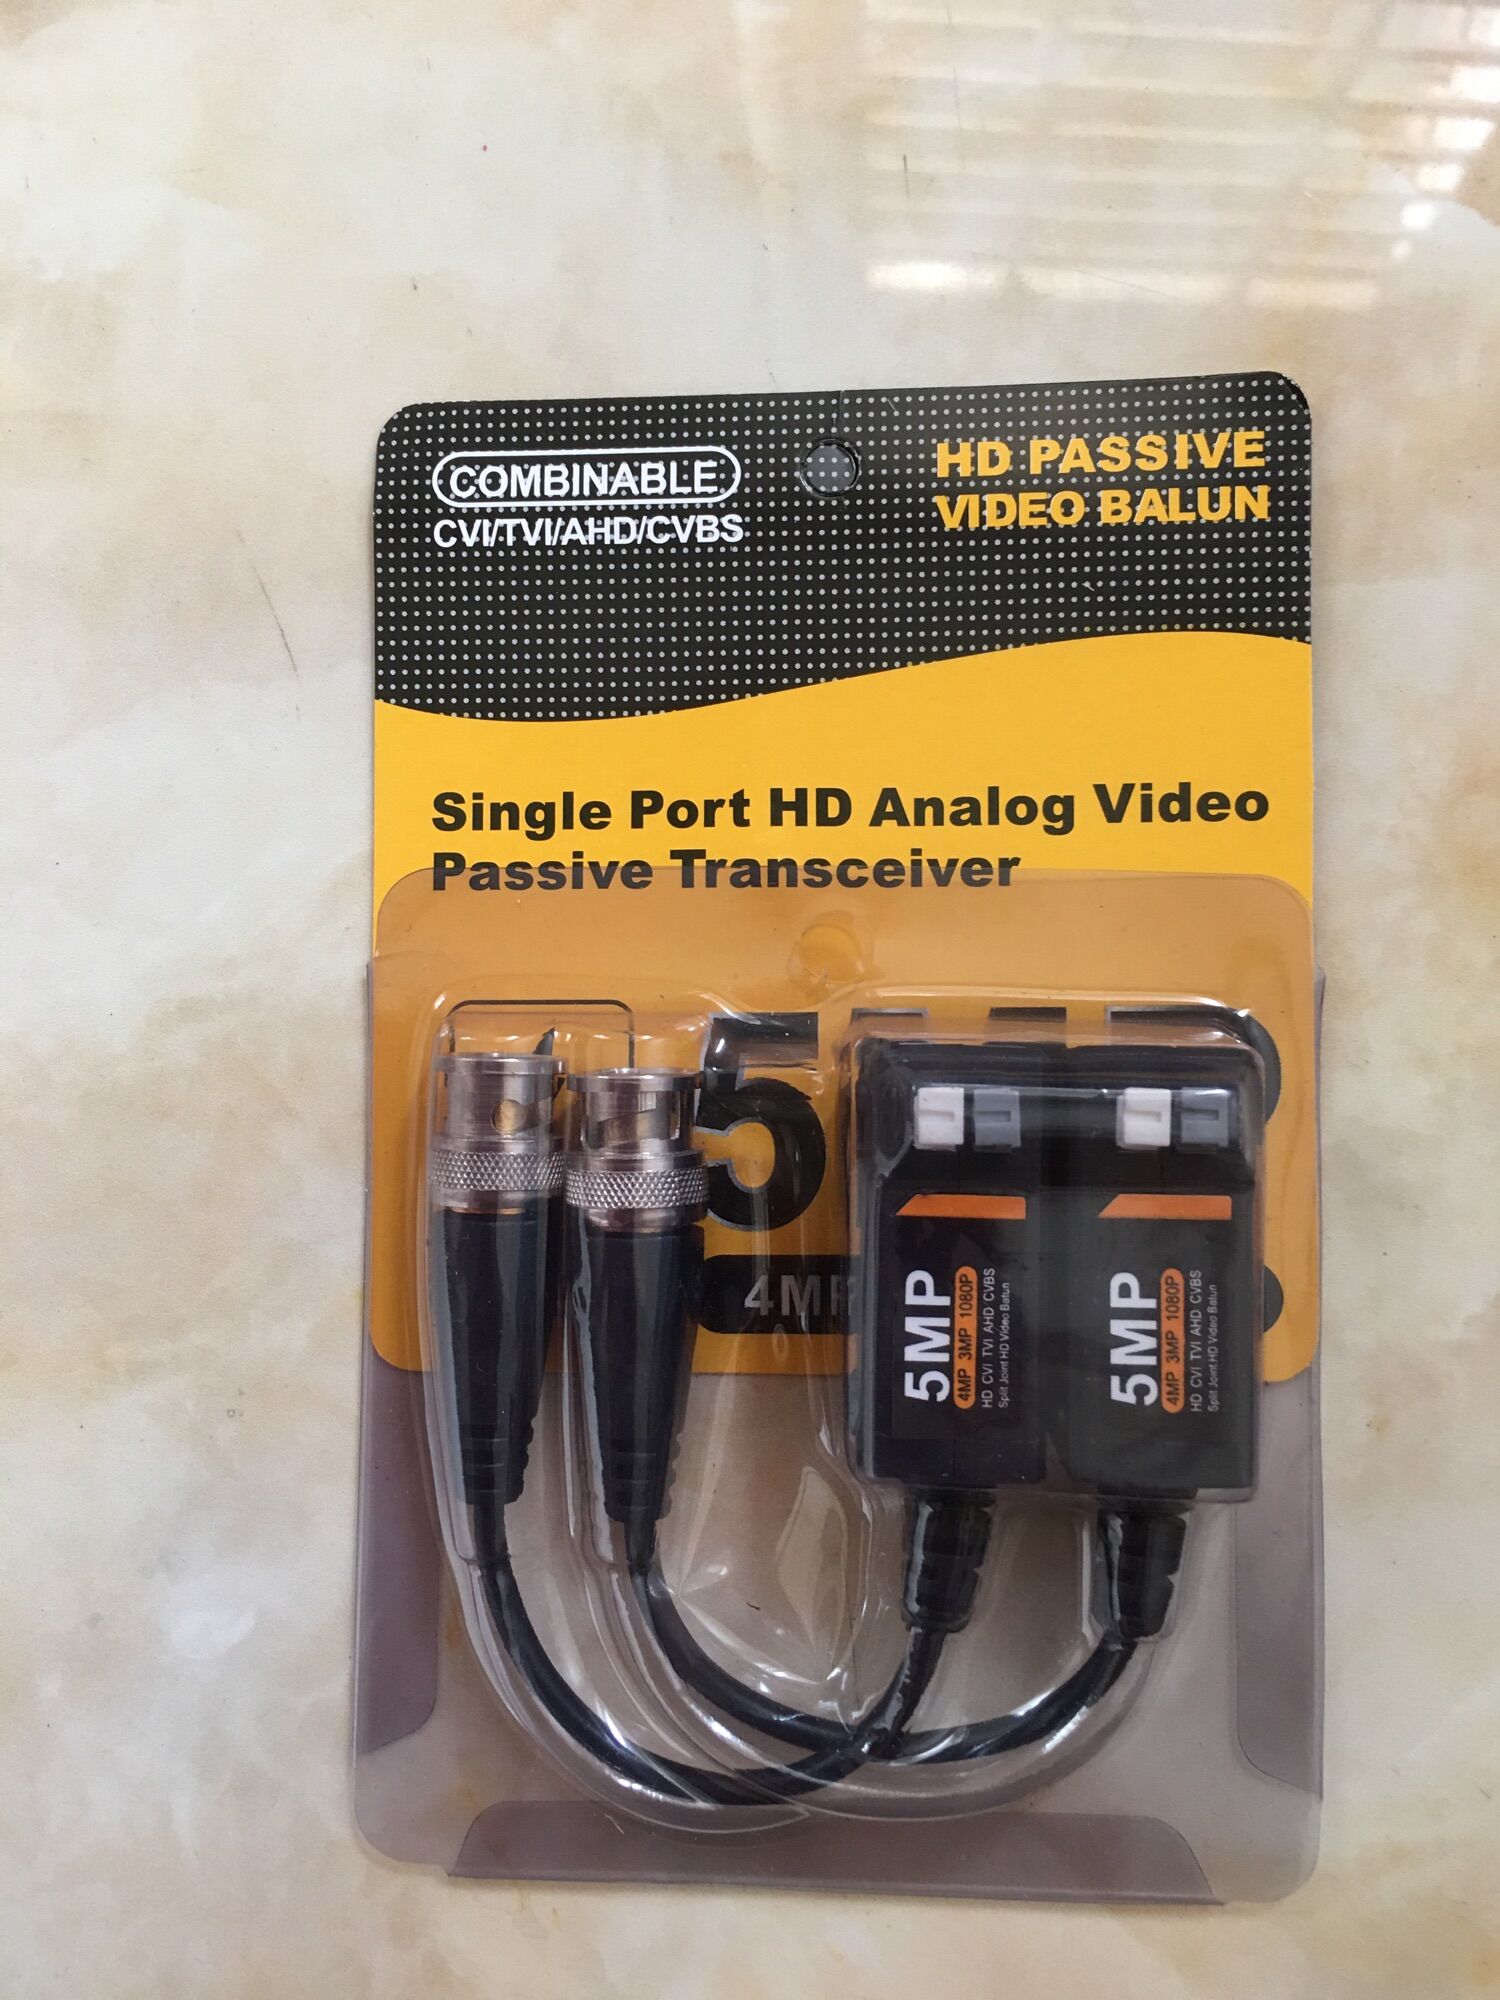 COMBINABLE
CVI/TVI/AHD/CVBS
HD PASSIVE
VIDEO BALUN
Single Port HD Analog Video
Passive Transceiver
5
4MP
5MP
4MP 3MP 1080P
HD CVI TVI AHD CVBS
Split Joint HD Video Balun
5MP
4MP 3MP 1080P
HD CVI TVI AHD CVBS
Split Joint HD Video Balun